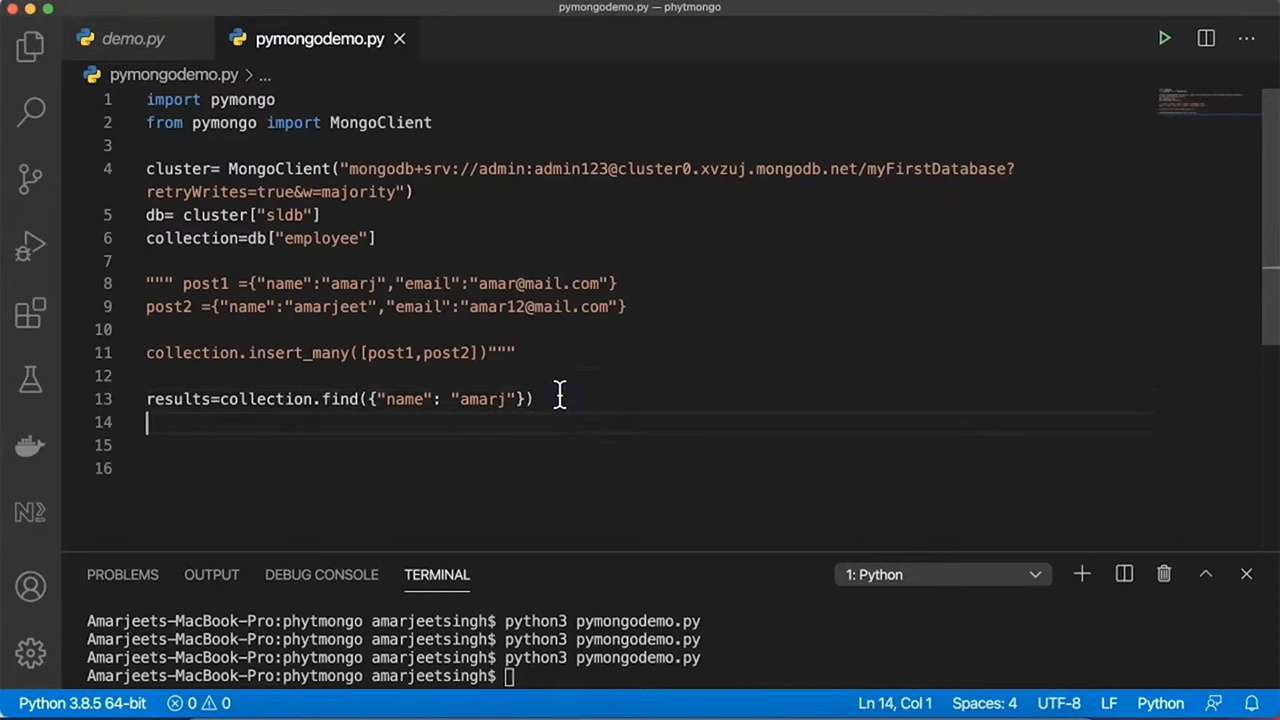 pymongodemo.py — phytmongo
demo.py
pymongodemo.py
pymongodemo.py > ...
1 import pymongo
2 from pymongo import MongoClient
3
4 cluster= MongoClient("mongodb+srv://admin:admin123@cluster0.xvzuj.mongodb.net/myFirstDatabase?
retryWrites=true&w=majority")
5 db= cluster["sldb"]
6 collection=db["employee"]
7
8 """ post1 ={"name":"amarj","email":"amar@mail.com"}
9 post2 ={"name":"amarjeet","email":"amar12@mail.com"}
10
11 collection.insert_many([post1,post2])"""
12
13 results=collection.find({"name": "amarj"})
14
15
16
PROBLEMS OUTPUT DEBUG CONSOLE TERMINAL 1: Python
Amarjeets-MacBook-Pro:phytmongo amarjeetsingh$ python3 pymongodemo.py
Amarjeets-MacBook-Pro:phytmongo amarjeetsingh$ python3 pymongodemo.py
Amarjeets-MacBook-Pro:phytmongo amarjeetsingh$ python3 pymongodemo.py
Amarjeets-MacBook-Pro:phytmongo amarjeetsingh$
Python 3.8.5 64-bit 0 0 Ln 14, Col 1 Spaces: 4 UTF-8 LF Python